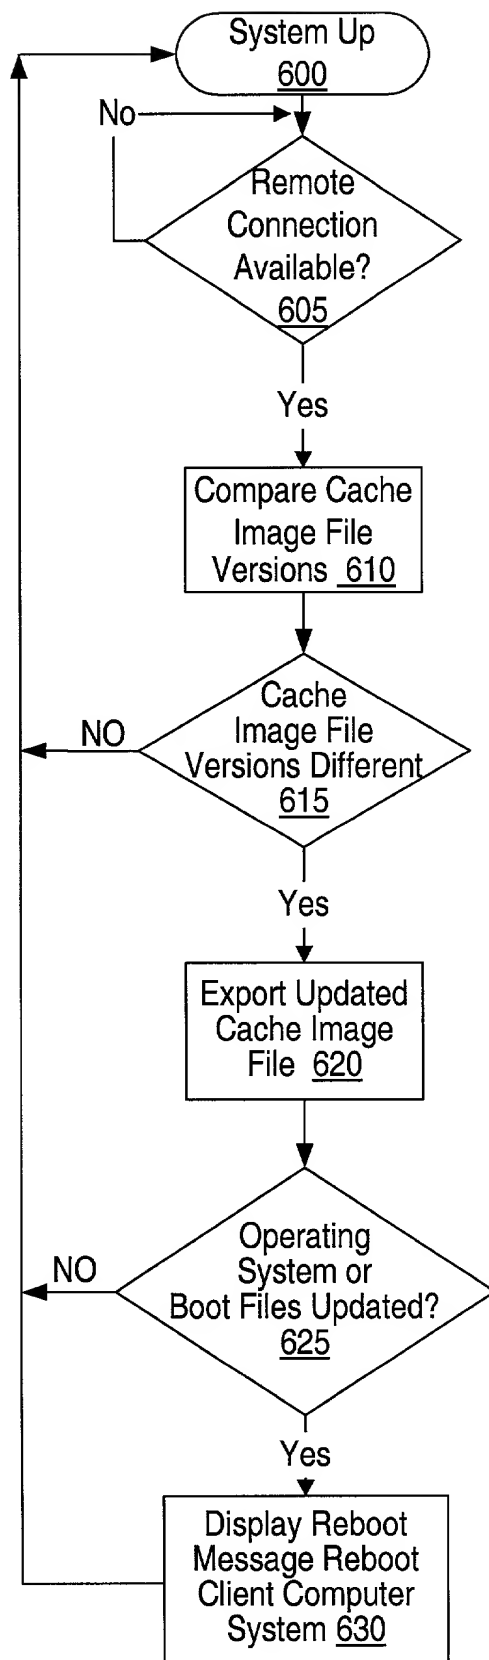 System Up
600
No
Remote
Connection
Available?
605
Yes
Compare Cache
Image File
Versions 610
Cache
Image File
Versions Different
615
NO
Yes
Export Updated
Cache Image
File 620
Operating
System or
Boot Files Updated?
625
NO
Yes
Display Reboot
Message Reboot
Client Computer
System 630